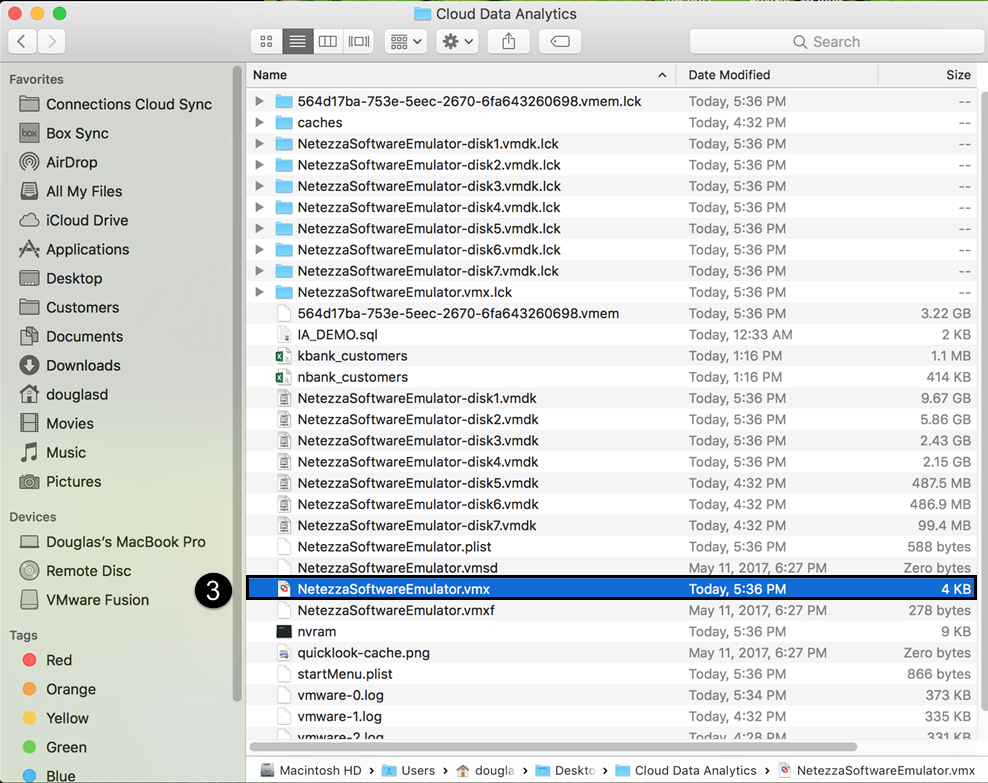 Cloud Data Analytics
Search
Favorites
Connections Cloud Sync
box Box Sync
AirDrop
All My Files
iCloud Drive
Applications
Desktop
Customers
Documents
Downloads
douglasd
Movies
Music
Pictures
Devices
Douglas's MacBook Pro
Remote Disc
VMware Fusion
Tags
Red
Orange
Yellow
Green
Blue
Name Date Modified Size
564d17ba-753e-5eec-2670-6fa643260698.vmem.lck Today, 5:36 PM --
caches Today, 4:32 PM --
NetezzaSoftwareEmulator-disk1.vmdk.lck Today, 5:36 PM --
NetezzaSoftwareEmulator-disk2.vmdk.lck Today, 5:36 PM --
NetezzaSoftwareEmulator-disk3.vmdk.lck Today, 5:36 PM --
NetezzaSoftwareEmulator-disk4.vmdk.lck Today, 5:36 PM --
NetezzaSoftwareEmulator-disk5.vmdk.lck Today, 5:36 PM --
NetezzaSoftwareEmulator-disk6.vmdk.lck Today, 5:36 PM --
NetezzaSoftwareEmulator-disk7.vmdk.lck Today, 5:36 PM --
NetezzaSoftwareEmulator.vmx.lck Today, 5:36 PM --
564d17ba-753e-5eec-2670-6fa643260698.vmem Today, 5:36 PM 3.22 GB
IA_DEMO.sql Today, 12:33 AM 2 KB
kbank_customers Today, 1:16 PM 1.1 MB
nbank_customers Today, 1:16 PM 414 KB
NetezzaSoftwareEmulator-disk1.vmdk Today, 5:36 PM 9.67 GB
NetezzaSoftwareEmulator-disk2.vmdk Today, 5:36 PM 5.86 GB
NetezzaSoftwareEmulator-disk3.vmdk Today, 5:36 PM 2.43 GB
NetezzaSoftwareEmulator-disk4.vmdk Today, 5:36 PM 2.15 GB
NetezzaSoftwareEmulator-disk5.vmdk Today, 4:32 PM 487.5 MB
NetezzaSoftwareEmulator-disk6.vmdk Today, 4:32 PM 486.9 MB
NetezzaSoftwareEmulator-disk7.vmdk Today, 4:32 PM 99.4 MB
NetezzaSoftwareEmulator.plist Today, 5:36 PM 588 bytes
NetezzaSoftwareEmulator.vmsd May 11, 2017, 6:27 PM Zero bytes
3 NetezzaSoftwareEmulator.vmx Today, 5:36 PM 4 KB
NetezzaSoftwareEmulator.vmxf May 11, 2017, 6:27 PM 278 bytes
nvram Today, 5:36 PM 9 KB
quicklook-cache.png May 11, 2017, 6:27 PM Zero bytes
startMenu.plist Today, 5:36 PM 866 bytes
vmware-0.log Today, 5:34 PM 373 KB
vmware-1.log Today, 4:32 PM 335 KB
vmware-2.log Today, 4:28 PM 331 KB
Macintosh HD › Users › dougla › Deskto › Cloud Data Analytics › NetezzaSoftwareEmulator.vmx